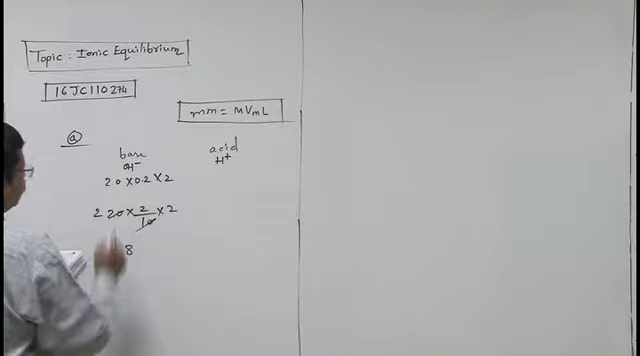 Topic : Ionic Equilibrium
16JC110274
mm = MVmL
(a)
base acid
OH⁻ H⁺
20 × 0.2 × 2
2 20 × 2/10 × 2
8